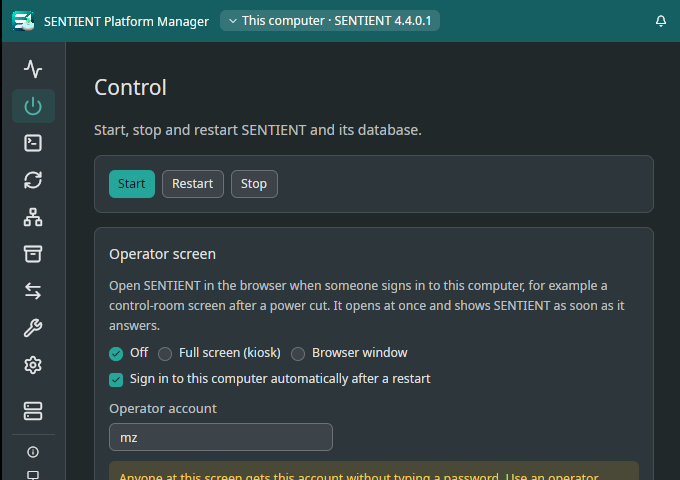 SENTIENT Platform Manager
This computer · SENTIENT 4.4.0.1
Control
Start, stop and restart SENTIENT and its database.
Start
Restart
Stop
Operator screen
Open SENTIENT in the browser when someone signs in to this computer, for example a
control-room screen after a power cut. It opens at once and shows SENTIENT as soon as it
answers.
Off
Full screen (kiosk)
Browser window
Sign in to this computer automatically after a restart
Operator account
mz
Anyone at this screen gets this account without typing a password. Use an operator